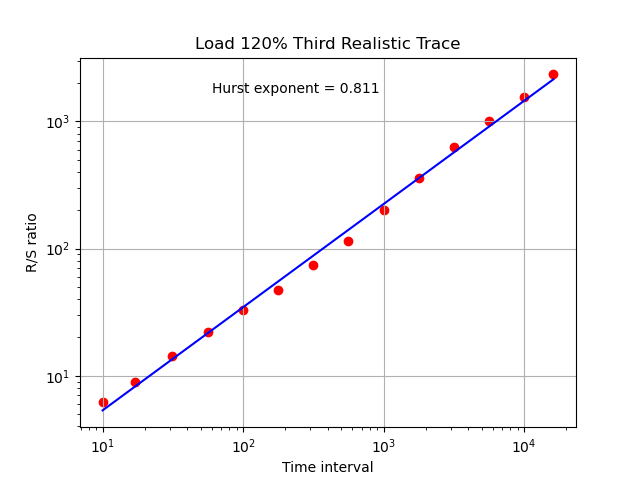 Load 120% Third Realistic Trace
Hurst exponent = 0.811
R/S ratio
10³
10²
10¹
10¹ 10² 10³ 10⁴
Time interval